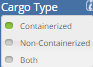 Cargo Type
Containerized
Non-Containerized
Both